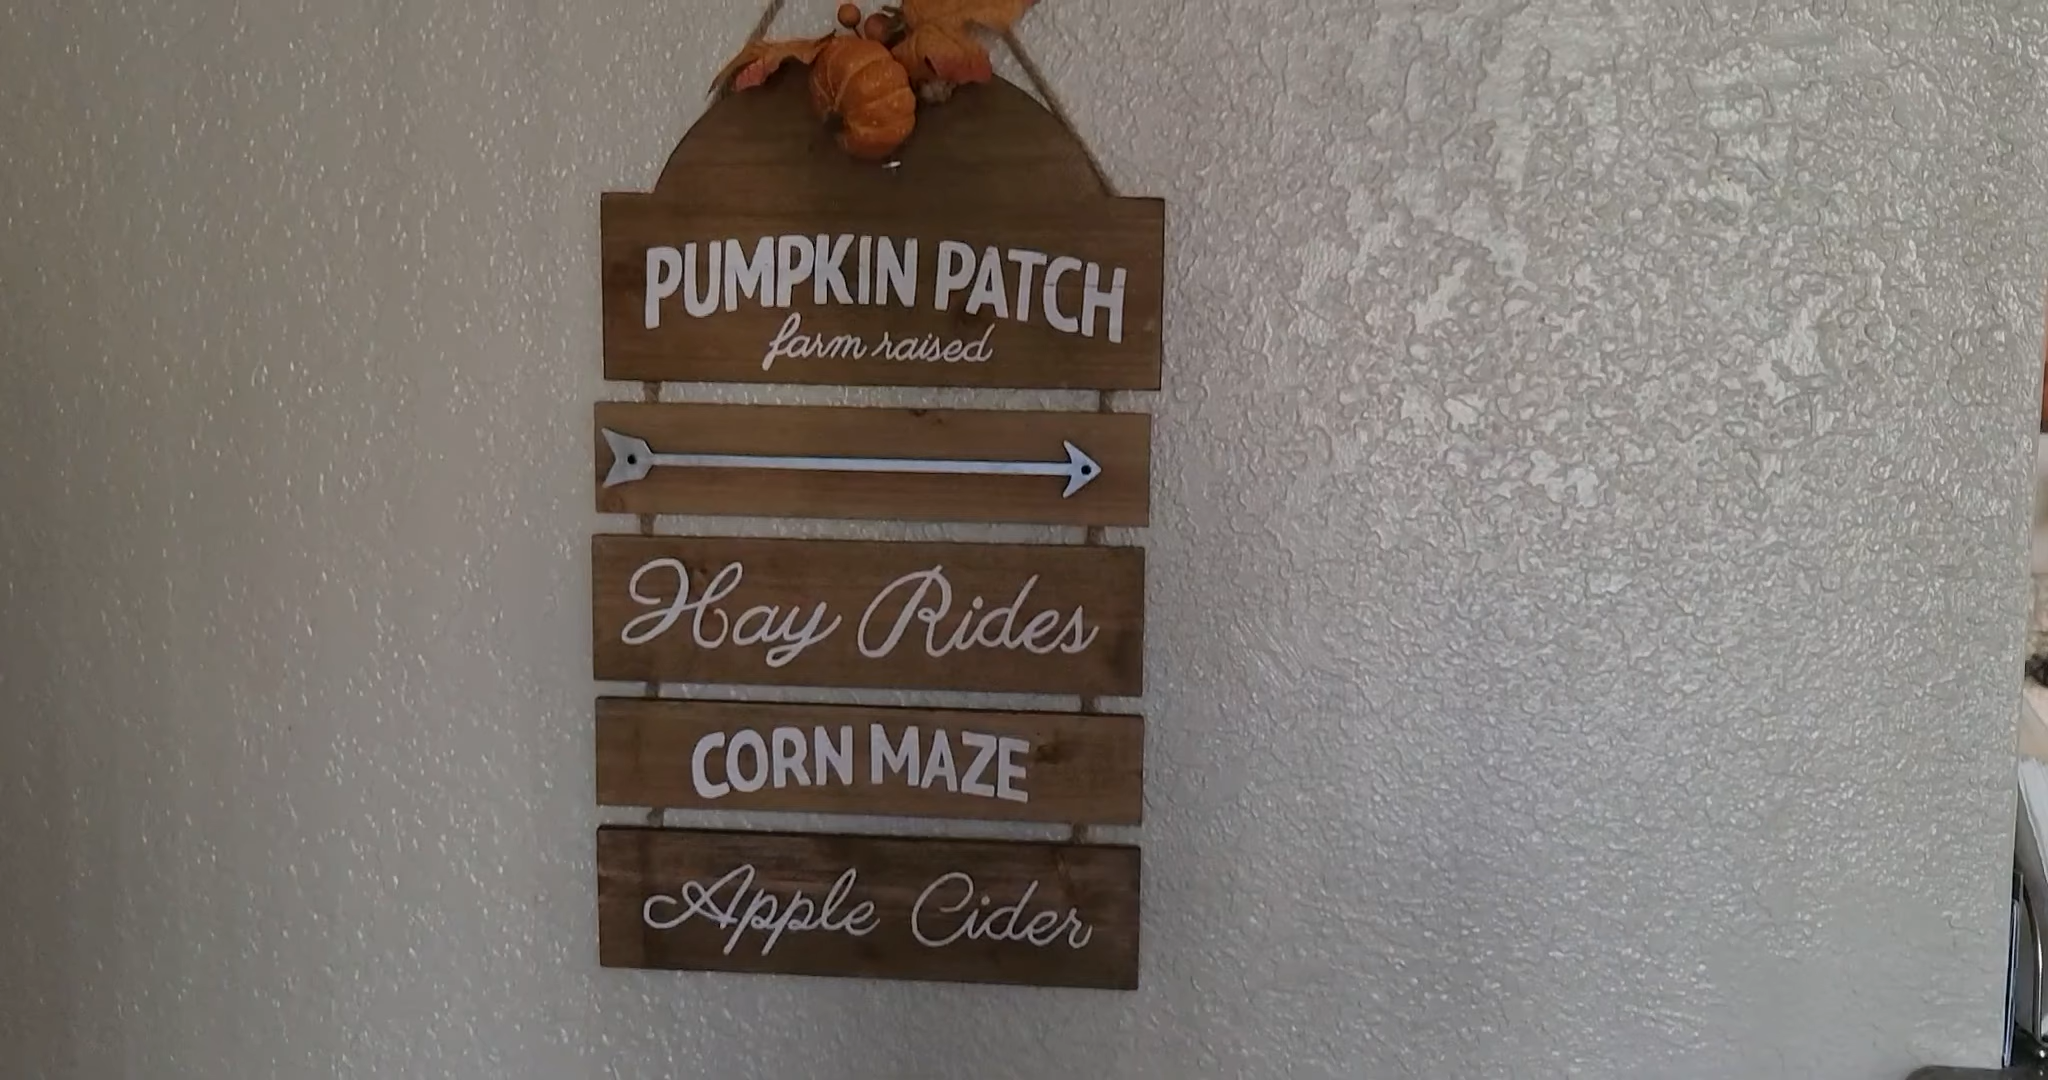 PUMPKIN PATCH
farm raised
Hay Rides
CORN MAZE
Apple Cider